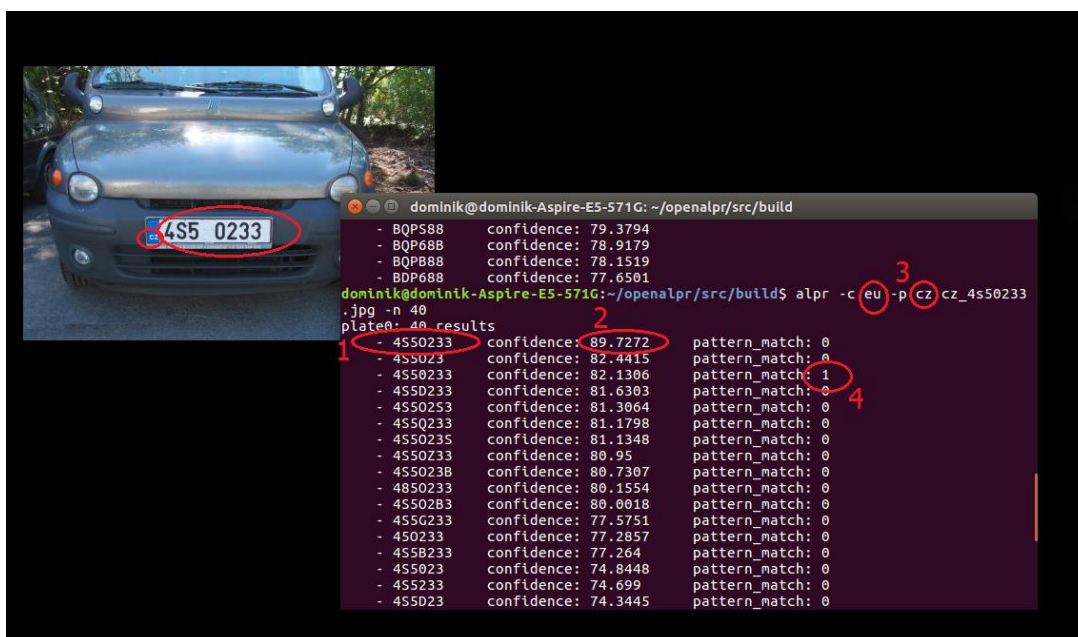 4S5 0233
CZ
dominik@dominik-Aspire-E5-571G: ~/openalpr/src/build
- BQPS88 confidence: 79.3794
- BQP68B confidence: 78.9179
- BQPB88 confidence: 78.1519
- BDP688 confidence: 77.6501
dominik@dominik-Aspire-E5-571G:~/openalpr/src/build$ alpr -c eu -p cz cz_4s50233
.jpg -n 40
plate0: 40 results
- 4S5O233 confidence: 89.7272 pattern_match: 0
- 4S5O23 confidence: 82.4415 pattern_match: 0
- 4S50233 confidence: 82.1306 pattern_match: 1
- 4S5D233 confidence: 81.6303 pattern_match: 0
- 4S5O2S3 confidence: 81.3064 pattern_match: 0
- 4S5Q233 confidence: 81.1798 pattern_match: 0
- 4S5O23S confidence: 81.1348 pattern_match: 0
- 4S5OZ33 confidence: 80.95 pattern_match: 0
- 4S5O23B confidence: 80.7307 pattern_match: 0
- 485O233 confidence: 80.1554 pattern_match: 0
- 4S5O2B3 confidence: 80.0018 pattern_match: 0
- 4S5G233 confidence: 77.5751 pattern_match: 0
- 45O233 confidence: 77.2857 pattern_match: 0
- 4S5B233 confidence: 77.264 pattern_match: 0
- 4S5023 confidence: 74.8448 pattern_match: 0
- 4S5233 confidence: 74.699 pattern_match: 0
- 4S5D23 confidence: 74.3445 pattern_match: 0
1
2
3
4